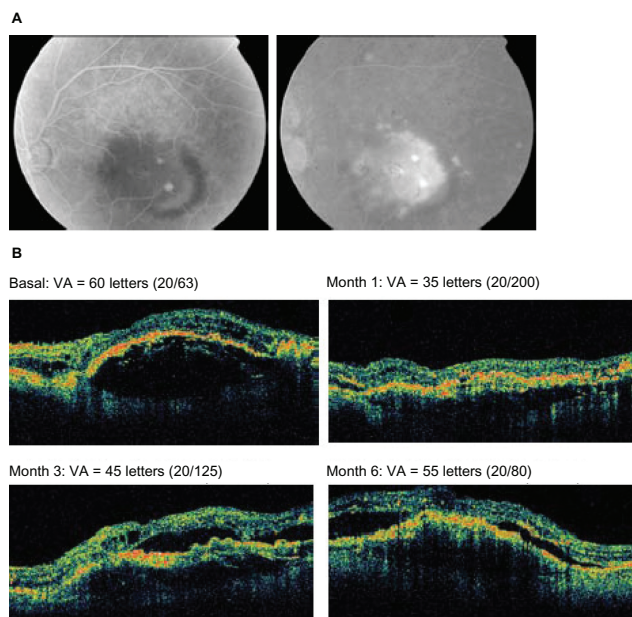 A
B
Basal: VA = 60 letters (20/63)
Month 1: VA = 35 letters (20/200)
Month 3: VA = 45 letters (20/125)
Month 6: VA = 55 letters (20/80)